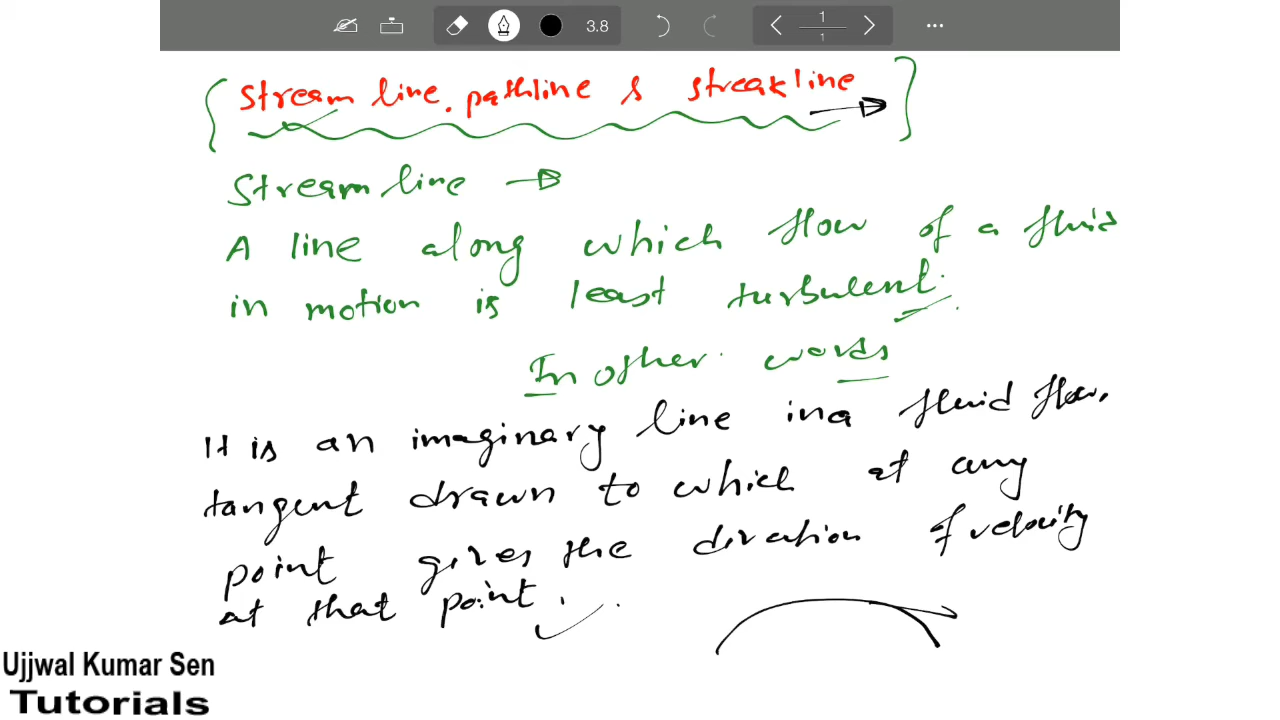 3.8
1
1
Stream line. pathline & streakline
Stream line
A line along which flow of a fluid
in motion is least turbulent.
In other words
It is an imaginary line in a fluid flow,
tangent drawn to which at any
point gives the direction of velocity
at that point.
Ujjwal Kumar Sen
Tutorials